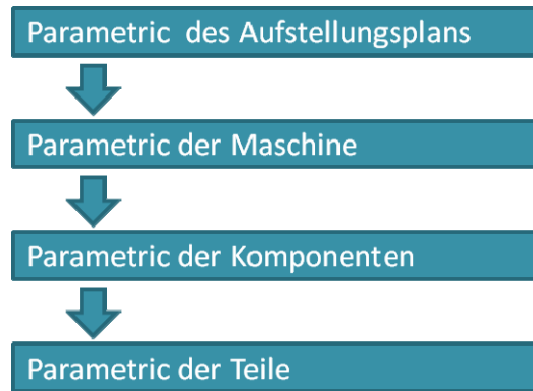 Parametric des Aufstellungsplans
Parametric der Maschine
Parametric der Komponenten
Parametric der Teile